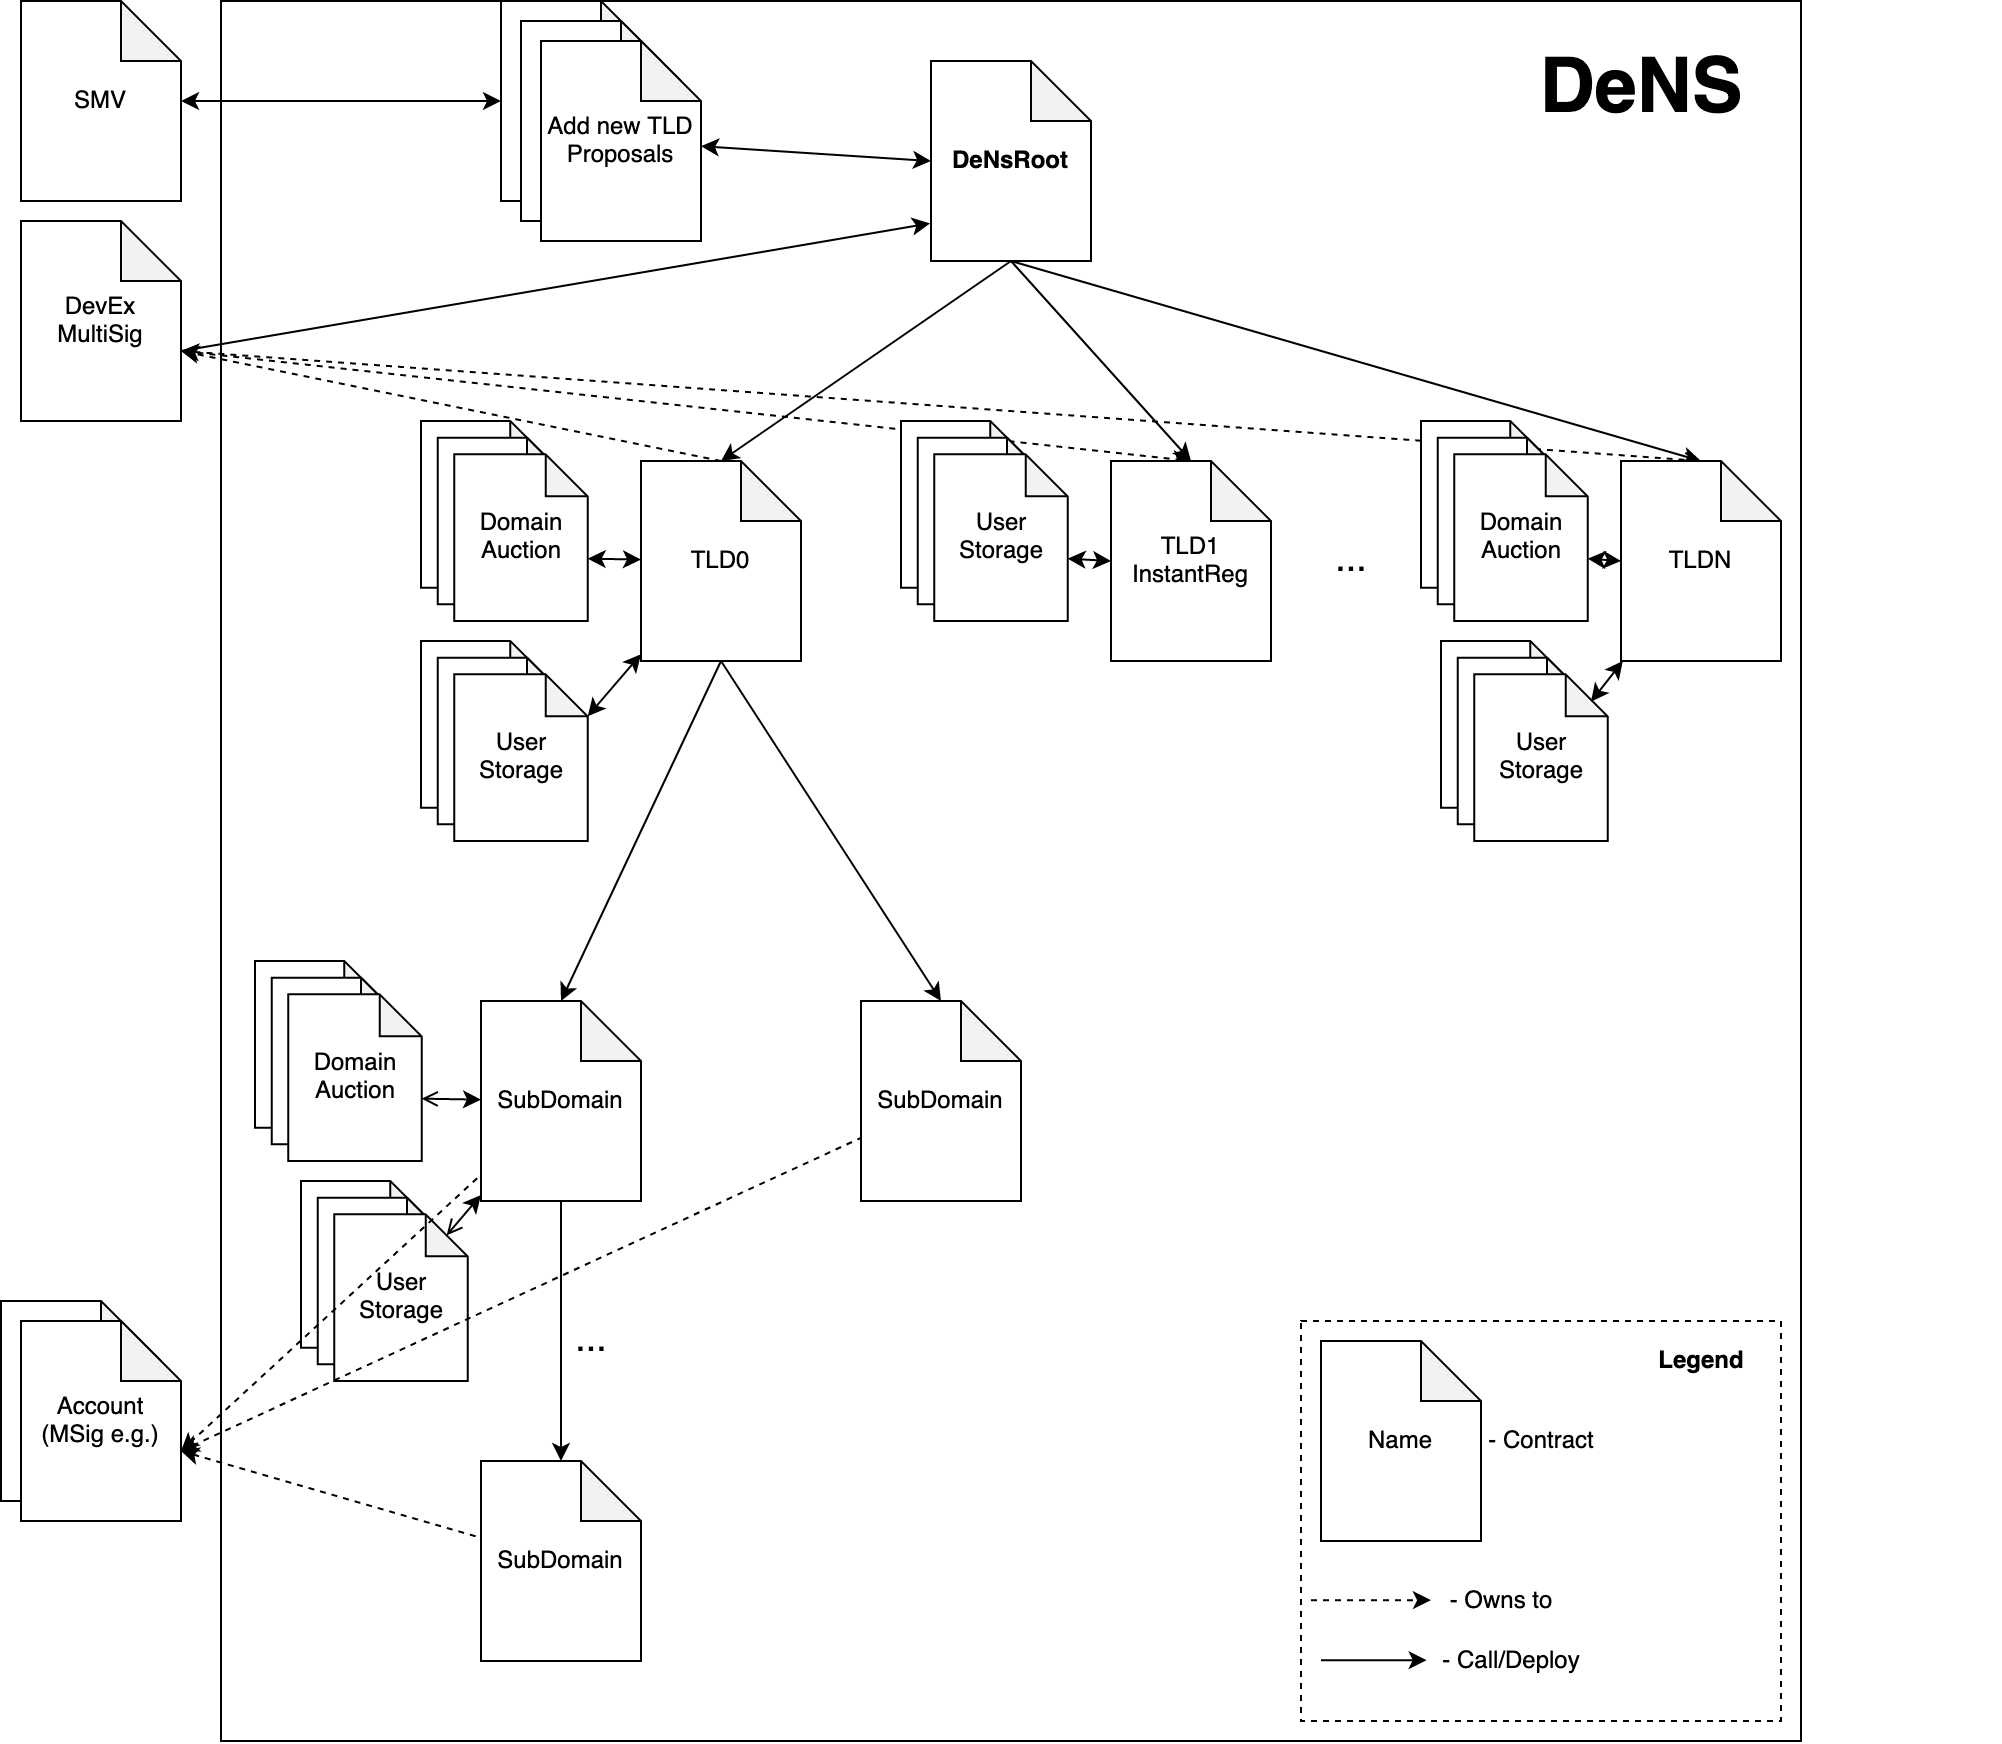 DeNS
SMV
Add new TLD
Proposals
DeNsRoot
DevEx
MultiSig
Domain
Auction
TLD0
User
Storage
TLD1
InstantReg
...
Domain
Auction
TLDN
User
Storage
User
Storage
Domain
Auction
SubDomain
SubDomain
User
Storage
...
Account
(MSig e.g.)
SubDomain
Legend
Name
- Contract
- Owns to
- Call/Deploy